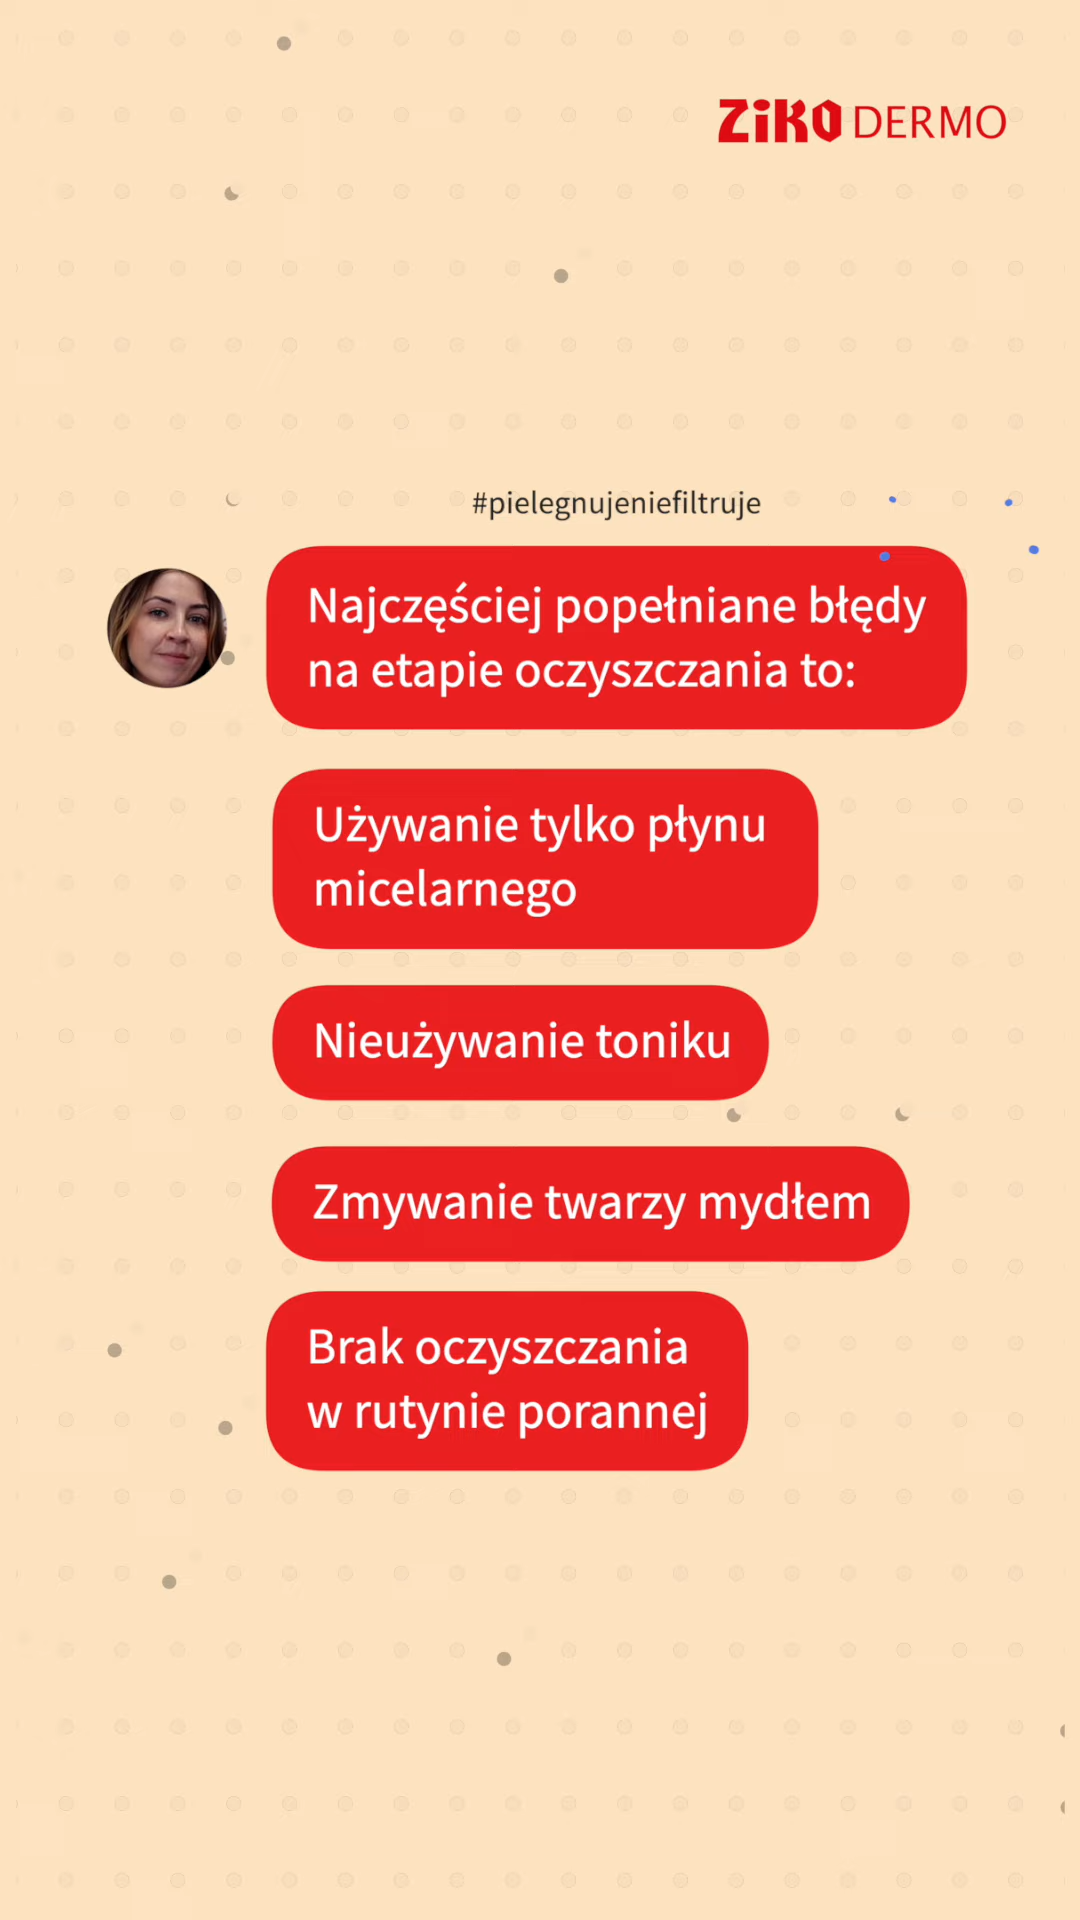 ZIKO DERMO
#pielegnujeniefiltruje
Najczęściej popełniane błędy
na etapie oczyszczania to:
Używanie tylko płynu
micelarnego
Nieużywanie toniku
Zmywanie twarzy mydłem
Brak oczyszczania
w rutynie porannej